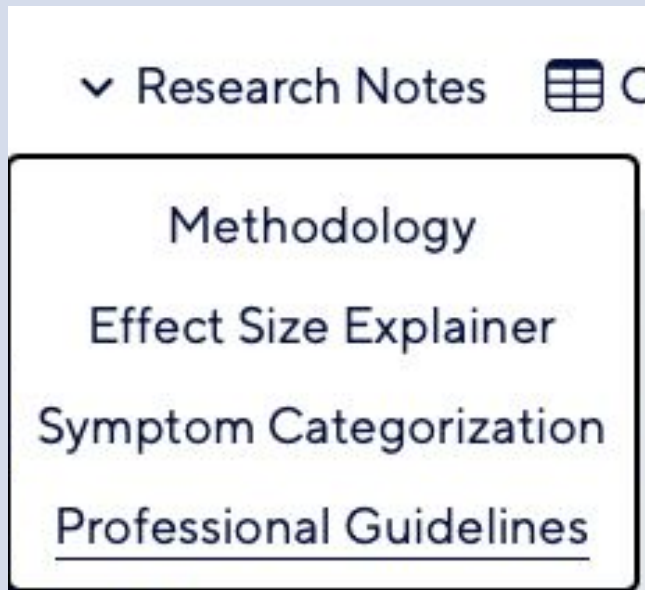 Research Notes
Methodology
Effect Size Explainer
Symptom Categorization
Professional Guidelines